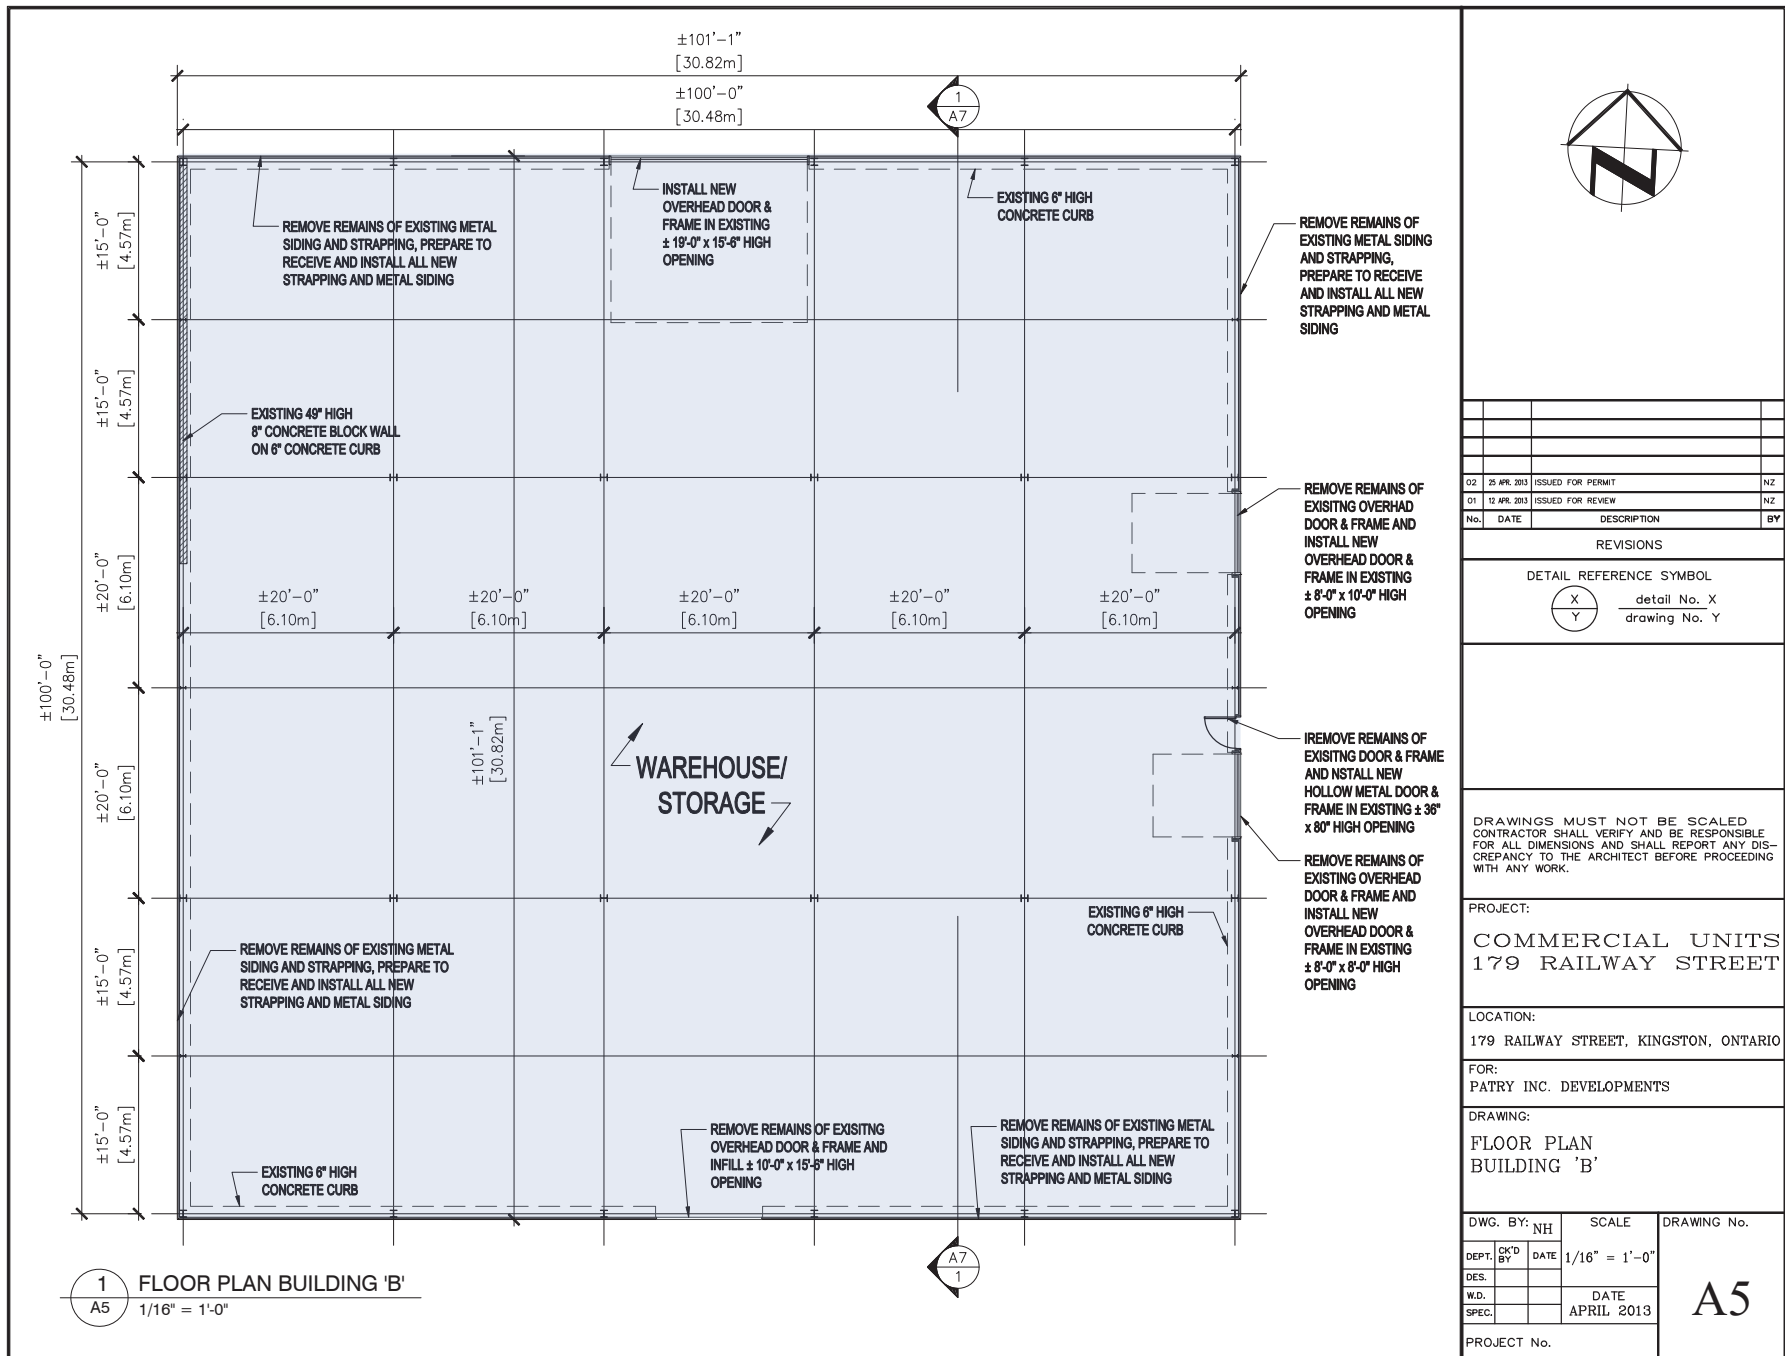 ±101'-1"
[30.82m]
±100'-0"
[30.48m]
1
A7
INSTALL NEW
OVERHEAD DOOR &
FRAME IN EXISTING
± 19'-0" x 15'-6" HIGH
OPENING
EXISTING 6" HIGH
CONCRETE CURB
REMOVE REMAINS OF EXISTING METAL
SIDING AND STRAPPING, PREPARE TO
RECEIVE AND INSTALL ALL NEW
STRAPPING AND METAL SIDING
REMOVE REMAINS OF
EXISTING METAL SIDING
AND STRAPPING,
PREPARE TO RECEIVE
AND INSTALL ALL NEW
STRAPPING AND METAL
SIDING
±15'-0"
[4.57m]
±15'-0"
[4.57m]
EXISTING 49" HIGH
8" CONCRETE BLOCK WALL
ON 6" CONCRETE CURB
REMOVE REMAINS OF
EXISITNG OVERHAD
DOOR & FRAME AND
INSTALL NEW
OVERHEAD DOOR &
FRAME IN EXISTING
± 8'-0" x 10'-0" HIGH
OPENING
±20'-0"
[6.10m]
±20'-0"
[6.10m]
±20'-0"
[6.10m]
±20'-0"
[6.10m]
±20'-0"
[6.10m]
±20'-0"
[6.10m]
±100'-0"
[30.48m]
±101'-1"
[30.82m]
WAREHOUSE/
STORAGE
±20'-0"
[6.10m]
IREMOVE REMAINS OF
EXISITNG DOOR & FRAME
AND NSTALL NEW
HOLLOW METAL DOOR &
FRAME IN EXISTING ± 36"
x 80" HIGH OPENING
REMOVE REMAINS OF
EXISTING OVERHEAD
DOOR & FRAME AND
INSTALL NEW
OVERHEAD DOOR &
FRAME IN EXISTING
± 8'-0" x 8'-0" HIGH
OPENING
EXISTING 6" HIGH
CONCRETE CURB
REMOVE REMAINS OF EXISTING METAL
SIDING AND STRAPPING, PREPARE TO
RECEIVE AND INSTALL ALL NEW
STRAPPING AND METAL SIDING
±15'-0"
[4.57m]
±15'-0"
[4.57m]
EXISTING 6" HIGH
CONCRETE CURB
REMOVE REMAINS OF EXISITNG
OVERHEAD DOOR & FRAME AND
INFILL ± 10'-0" x 15'-6" HIGH
OPENING
REMOVE REMAINS OF EXISTING METAL
SIDING AND STRAPPING, PREPARE TO
RECEIVE AND INSTALL ALL NEW
STRAPPING AND METAL SIDING
A7
1
1
A5
FLOOR PLAN BUILDING 'B'
1/16" = 1'-0"
N
02 25 APR. 2013 ISSUED FOR PERMIT NZ
01 12 APR. 2013 ISSUED FOR REVIEW NZ
No. DATE DESCRIPTION BY
REVISIONS
DETAIL REFERENCE SYMBOL
X
Y
detail No. X
drawing No. Y
DRAWINGS MUST NOT BE SCALED
CONTRACTOR SHALL VERIFY AND BE RESPONSIBLE
FOR ALL DIMENSIONS AND SHALL REPORT ANY DIS-
CREPANCY TO THE ARCHITECT BEFORE PROCEEDING
WITH ANY WORK.
PROJECT:
COMMERCIAL UNITS
179 RAILWAY STREET
LOCATION:
179 RAILWAY STREET, KINGSTON, ONTARIO
FOR:
PATRY INC. DEVELOPMENTS
DRAWING:
FLOOR PLAN
BUILDING 'B'
DWG. BY: NH
SCALE
1/16" = 1'-0"
DRAWING No.
A5
DEPT. CK'D BY DATE
DES.
W.D.
SPEC.
DATE
APRIL 2013
PROJECT No.